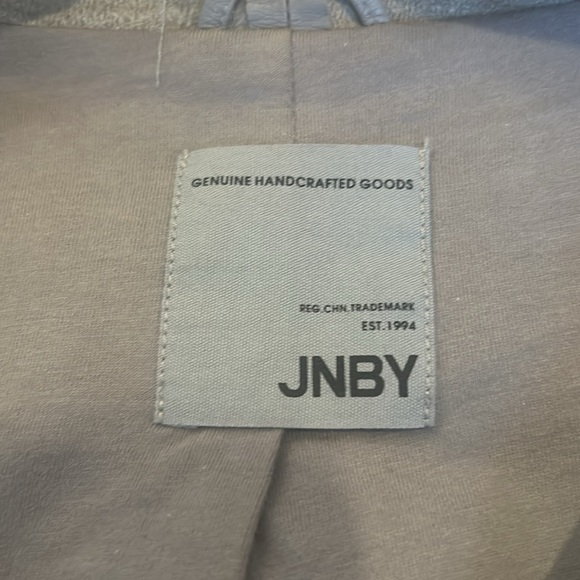 GENUINE HANDCRAFTED GOODS
REG.CHN.TRADEMARK
EST.1994
JNBY